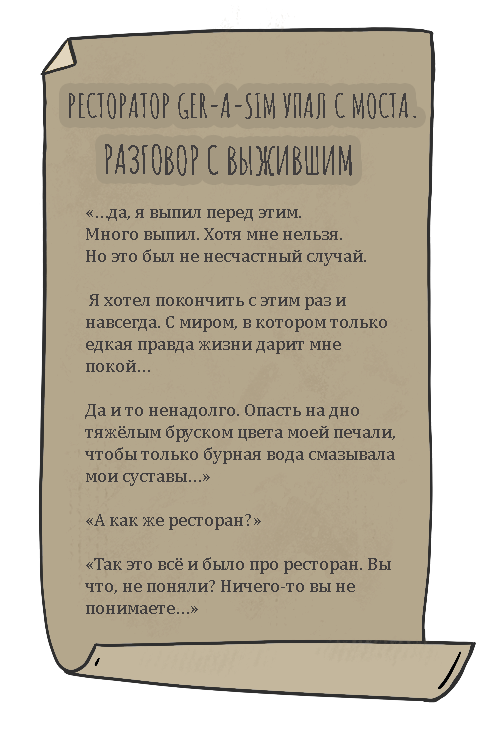 РЕСТОРАТОР GER-A-SIM УПАЛ С МОСТА.
РАЗГОВОР С ВЫЖИВШИМ
«...да, я выпил перед этим.
Много выпил. Хотя мне нельзя.
Но это был не несчастный случай.
Я хотел покончить с этим раз и
навсегда. С миром, в котором только
едкая правда жизни дарит мне
покой...
Да и то ненадолго. Опасть на дно
тяжёлым бруском цвета моей печали,
чтобы только бурная вода смазывала
мои суставы...»
«А как же ресторан?»
«Так это всё и было про ресторан. Вы
что, не поняли? Ничего-то вы не
понимаете...»